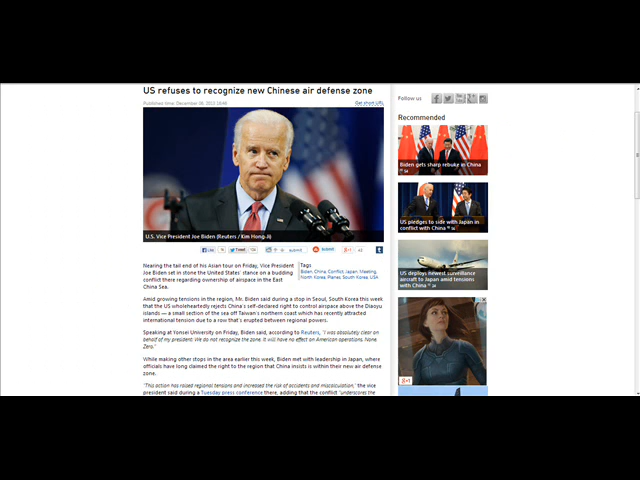 US refuses to recognize new Chinese air defense zone
Published time: December 06, 2013
Get short URL
U.S. Vice President Joe Biden (Reuters / Kim Hong-Ji)
Like
Tweet
submit
submit
+1
Nearing the tail end of his Asian tour on Friday, Vice President
Joe Biden set in stone the United States' stance on a budding
conflict there regarding ownership of airspace in the East
China Sea.
Tags
Biden, China, Conflict, Japan, Meeting,
North Korea, Planes, South Korea, USA
Amid growing tensions in the region, Mr. Biden said during a stop in Seoul, South Korea this week
that the US wholeheartedly rejects China's self-declared right to control airspace above the Diaoyu
islands — a small section of the sea off Taiwan's northern coast which has recently attracted
international tension due to a row that's erupted between regional powers.
Speaking at Yonsei University on Friday, Biden said, according to Reuters, "I was absolutely clear on
behalf of my president: We do not recognize the zone. It will have no effect on American operations. None.
Zero."
While making other stops in the area earlier this week, Biden met with leadership in Japan, where
officials have long claimed the right to the region that China insists is within their new air defense
zone.
"This action has raised regional tensions and increased the risk of accidents and miscalculation," the vice
president said during a Tuesday press conference there, adding that the conflict "underscores the
Follow us
Recommended
Biden gets sharp rebuke in China
US pledges to side with Japan in
conflict with China
US deploys newest surveillance
aircraft to Japan amid tensions
with China
+1